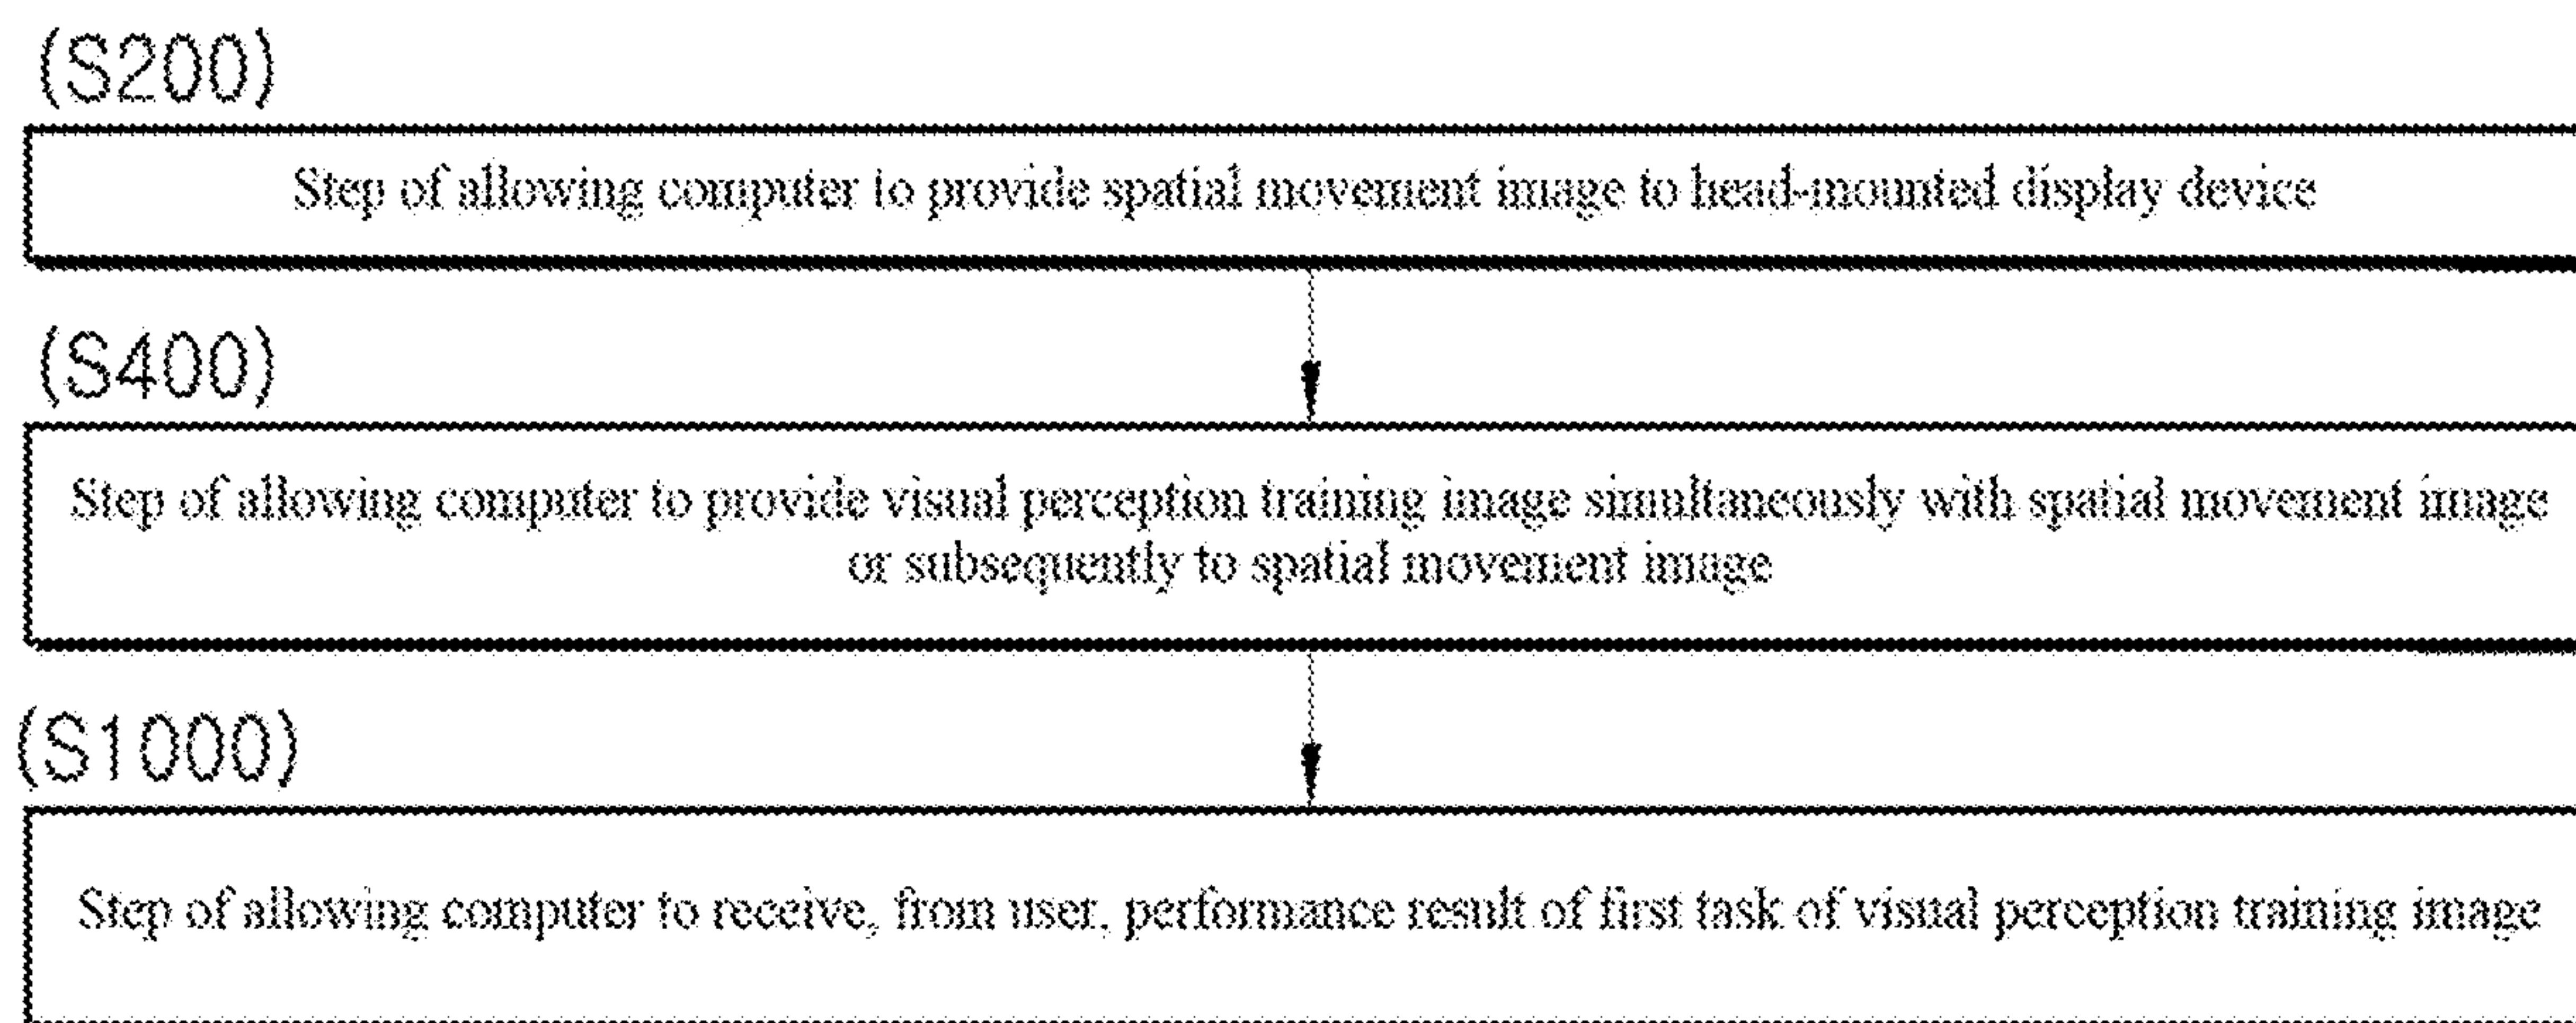 (S200)
Step of allowing computer to provide spatial movement image to head-mounted display device
(S400)
Step of allowing computer to provide visual perception training image simultaneously with spatial movement image
or subsequently to spatial movement image
(S1000)
Step of allowing computer to receive, from user, performance result of first task of visual perception training image